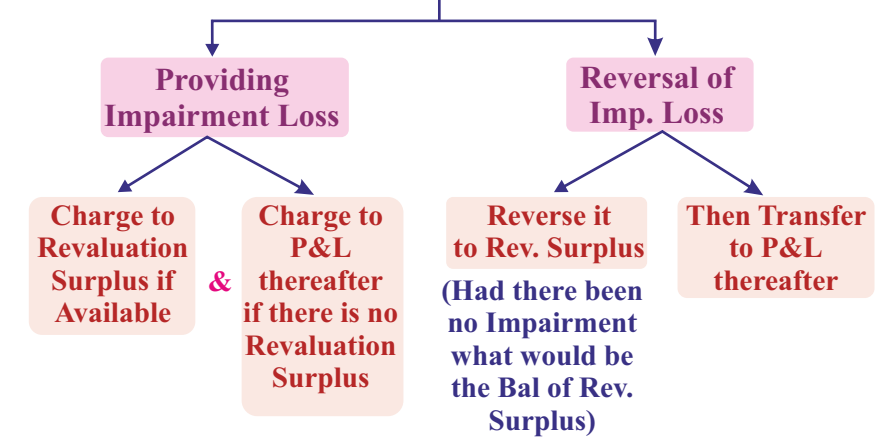 Providing
Impairment Loss
Reversal of
Imp. Loss
Charge to
Revaluation
Surplus if
Available
&
Charge to
P&L
thereafter
if there is no
Revaluation
Surplus
Reverse it
to Rev. Surplus
(Had there been
no Impairment
what would be
the Bal of Rev.
Surplus)
Then Transfer
to P&L
thereafter